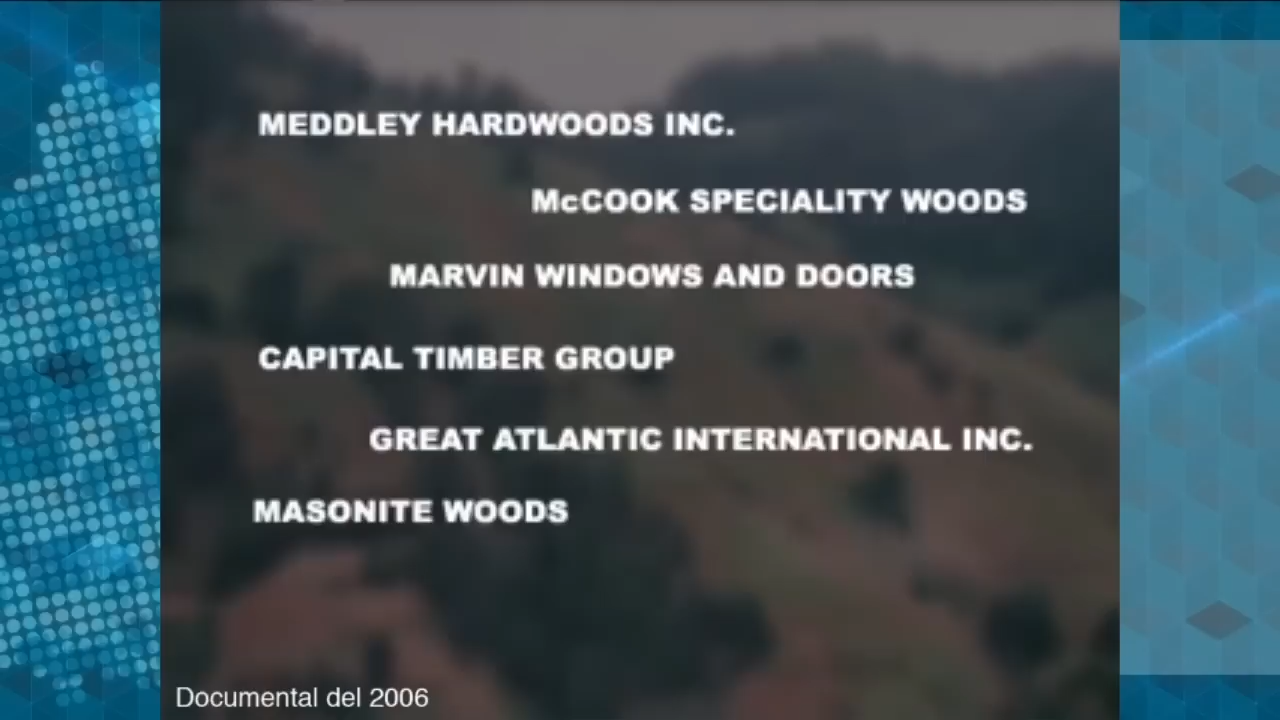 MEDDLEY HARDWOODS INC.
McCOOK SPECIALITY WOODS
MARVIN WINDOWS AND DOORS
CAPITAL TIMBER GROUP
GREAT ATLANTIC INTERNATIONAL INC.
MASONITE WOODS
Documental del 2006